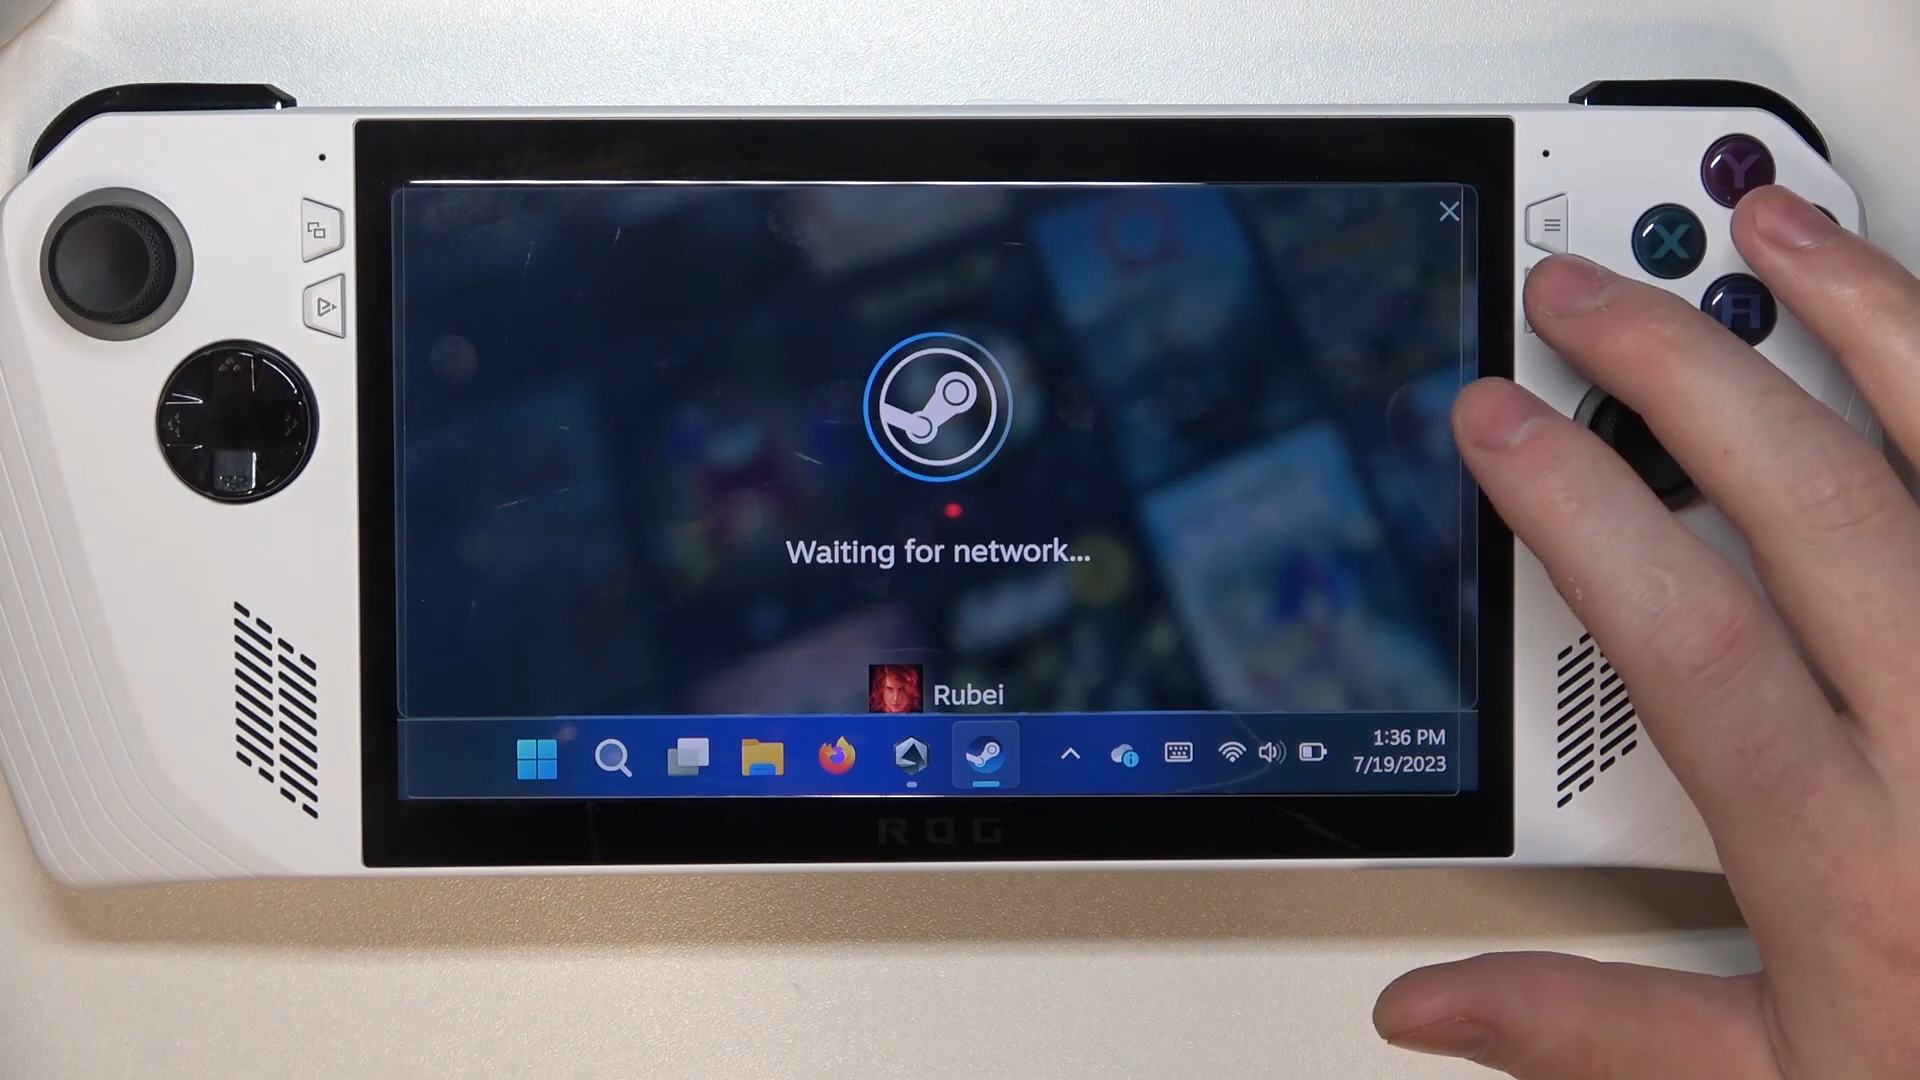 Y
X
A
Waiting for network...
Rubei
1:36 PM
7/19/2023
ROG